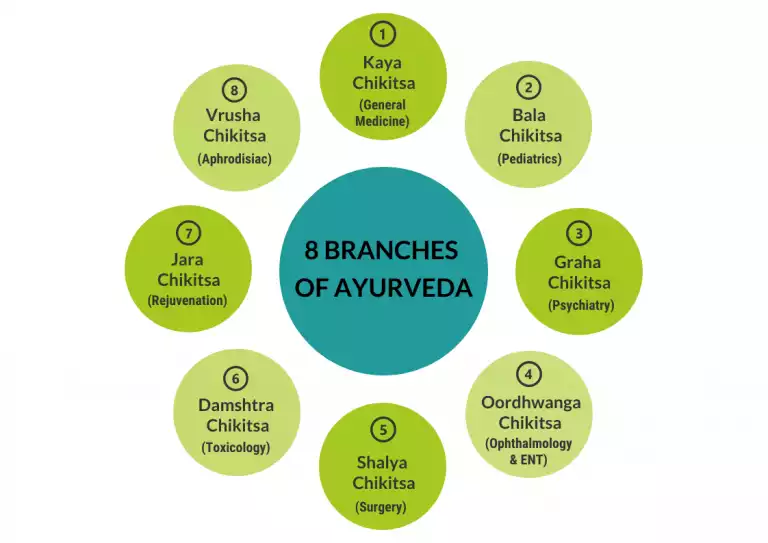 8 BRANCHES
OF AYURVEDA
1
Kaya
Chikitsa
(General
Medicine)
2
Bala
Chikitsa
(Pediatrics)
3
Graha
Chikitsa
(Psychiatry)
4
Oordhwanga
Chikitsa
(Ophthalmology
& ENT)
5
Shalya
Chikitsa
(Surgery)
6
Damshtra
Chikitsa
(Toxicology)
7
Jara
Chikitsa
(Rejuvenation)
8
Vrusha
Chikitsa
(Aphrodisiac)